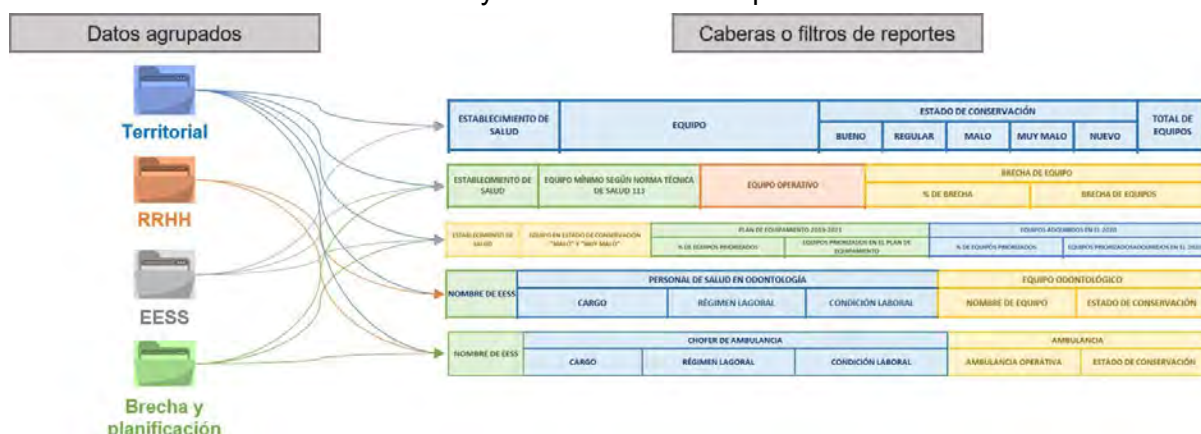 Datos agrupados
Caberas o filtros de reportes
Territorial
RRHH
EESS
Brecha y
planificación
ESTABLECIMIENTO DE
SALUD
EQUIPO
ESTADO DE CONSERVACIÓN
BUENO
REGULAR
MALO
MUY MALO
NUEVO
TOTAL DE
EQUIPOS
ESTABLECIMIENTO DE
SALUD
EQUIPO MÍNIMO SEGÚN NORMA TÉCNICA
DE SALUD 113
EQUIPO OPERATIVO
BRECHA DE EQUIPO
% DE BRECHA
BRECHA DE EQUIPOS
ESTABLECIMIENTO DE
SALUD
EQUIPO EN ESTADO DE CONSERVACIÓN
"MALO" Y "MUY MALO"
PLAN DE EQUIPAMIENTO 2019-2021
% DE EQUIPOS PRIORIZADOS
EQUIPOS PRIORIZADOS EN EL PLAN DE
EQUIPAMIENTO
EQUIPOS ADQUIRIDOS EN EL 2020
% DE EQUIPOS PRIORIZADOS
NOMBRE DE EESS
PERSONAL DE SALUD EN ODONTOLOGÍA
CARGO
RÉGIMEN LAGORAL
CONDICIÓN LABORAL
EQUIPO ODONTOLÓGICO
NOMBRE DE EQUIPO
ESTADO DE CONSERVACIÓN
NOMBRE DE EESS
CHOFER DE AMBULANCIA
CARGO
RÉGIMEN LAGORAL
CONDICIÓN LABORAL
AMBULANCIA
AMBULANCIA OPERATIVA
ESTADO DE CONSERVACIÓN